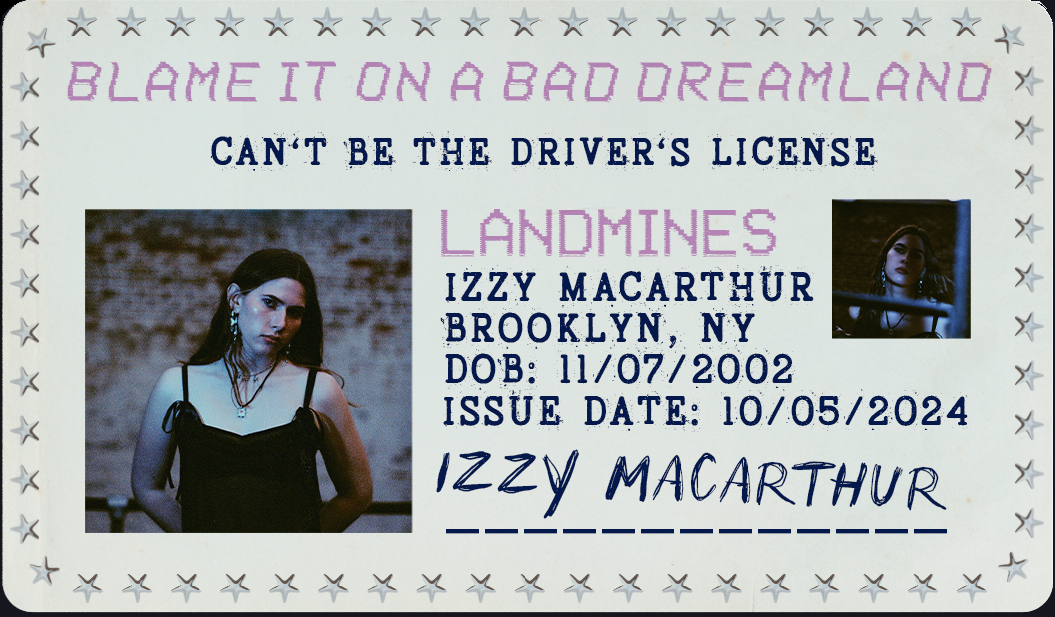 BLAME IT ON A BAD DREAMLAND
CAN'T BE THE DRIVER'S LICENSE
LANDMINES
IZZY MACARTHUR
BROOKLYN, NY
DOB: 11/07/2002
ISSUE DATE: 10/05/2024
IZZY MACARTHUR